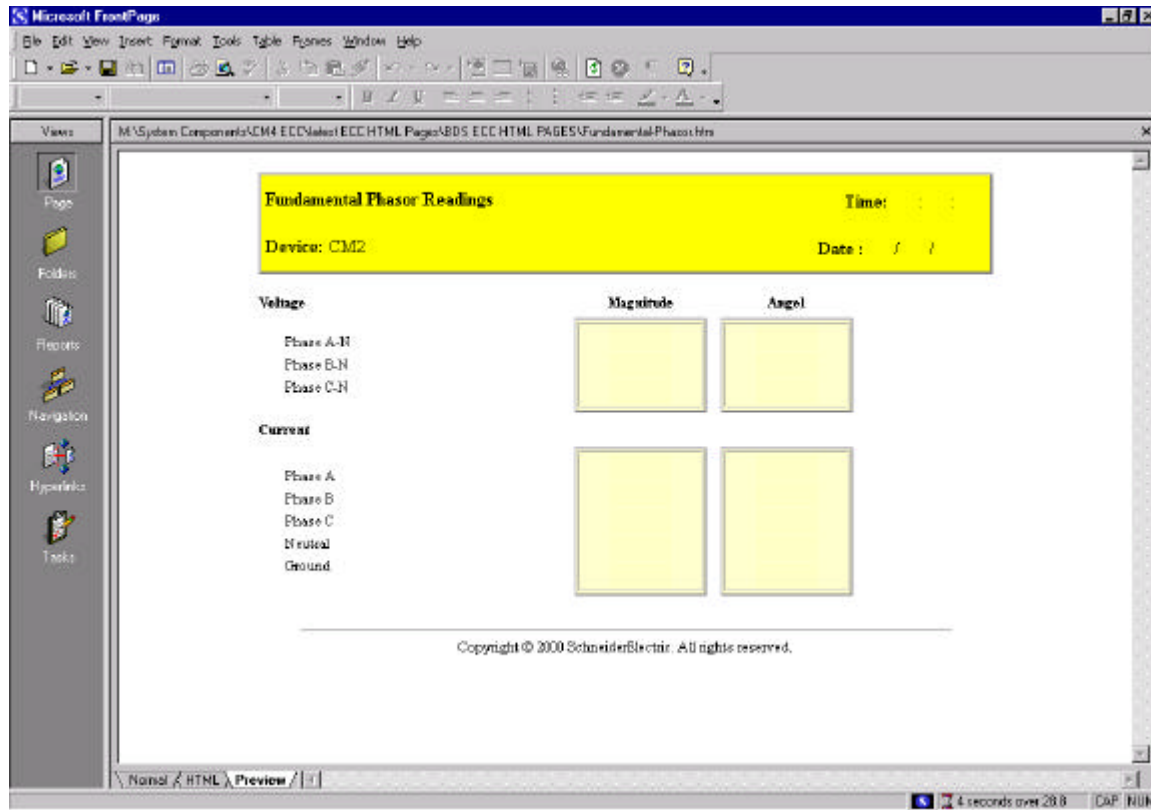 Microsoft FrontPage
File Edit View Insert Format Tools Table Frames Window Help
B I U A
Views M:\System Components\CM4 ECC\latest ECC HTML Pages\BDS ECC HTML PAGES\Fundamental-Phasor.htm
Page
Folders
Reports
Navigation
Hyperlinks
Tasks
Fundamental Phasor Readings Time: : :
Device: CM2 Date : / /
Voltage Magnitude Angel
Phase A-N
Phase B-N
Phase C-N
Current
Phase A
Phase B
Phase C
Neutral
Ground
Copyright © 2000 SchneiderElectric. All rights reserved.
Normal HTML Preview
4 seconds over 28.8 CAP NUM